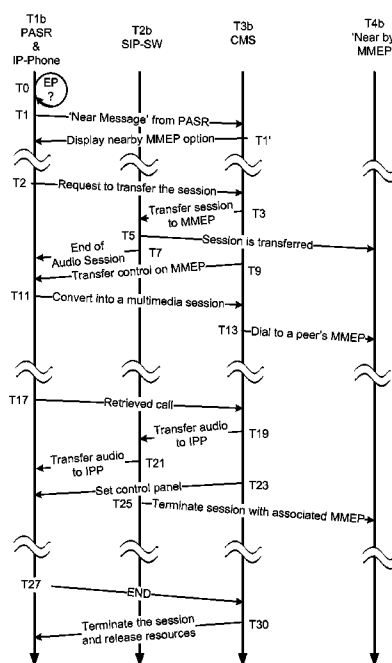 T1b
PASR
&
IP-Phone
T2b
SIP-SW
T3b
CMS
T4b
'Near by'
MMEP
T0
EP
?
T1
'Near Message' from PASR
Display nearby MMEP option
T1'
T2
Request to transfer the session
Transfer session
to MMEP
T3
T5
Session is transferred
End of
Audio Session
T7
Transfer control on MMEP
T9
T11
Convert into a multimedia session
T13
Dial to a peer's MMEP
T17
Retrieved call
Transfer audio
to IPP
T19
Transfer audio
to IPP
T21
Set control panel
T23
T25
Terminate session with associated MMEP
T27
END
Terminate the session
and release resources
T30